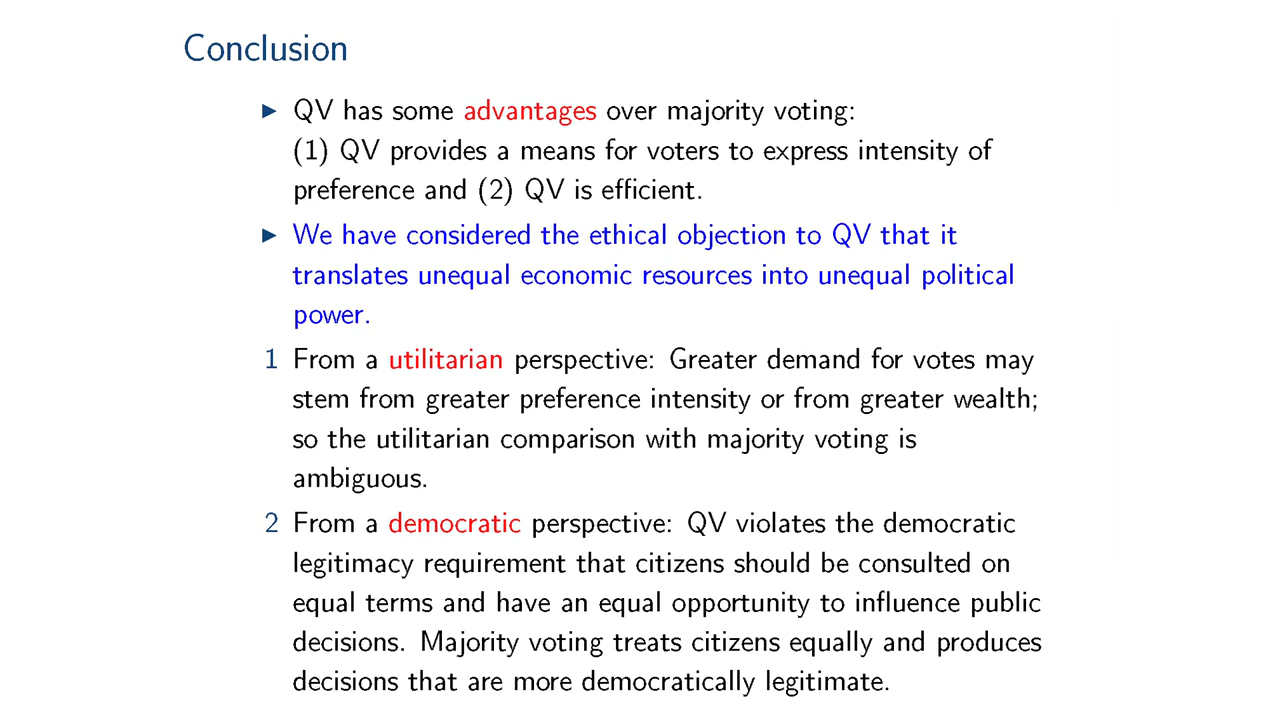 Conclusion
▶ QV has some advantages over majority voting:
(1) QV provides a means for voters to express intensity of
preference and (2) QV is efficient.
▶ We have considered the ethical objection to QV that it
translates unequal economic resources into unequal political
power.
1 From a utilitarian perspective: Greater demand for votes may
stem from greater preference intensity or from greater wealth;
so the utilitarian comparison with majority voting is
ambiguous.
2 From a democratic perspective: QV violates the democratic
legitimacy requirement that citizens should be consulted on
equal terms and have an equal opportunity to influence public
decisions. Majority voting treats citizens equally and produces
decisions that are more democratically legitimate.